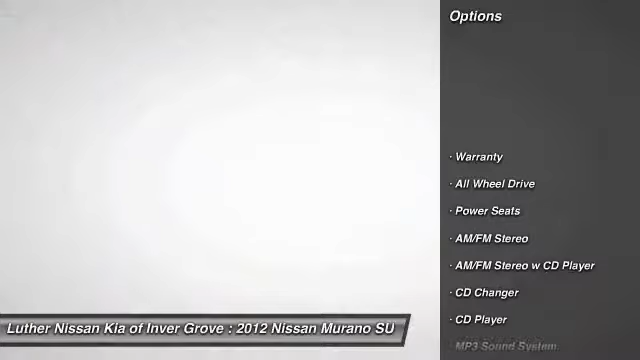 Options
· Warranty
· All Wheel Drive
· Power Seats
· AM/FM Stereo
· AM/FM Stereo w CD Player
· CD Changer
· CD Player
· MP3 Sound System
Luther Nissan Kia of Inver Grove : 2012 Nissan Murano SU